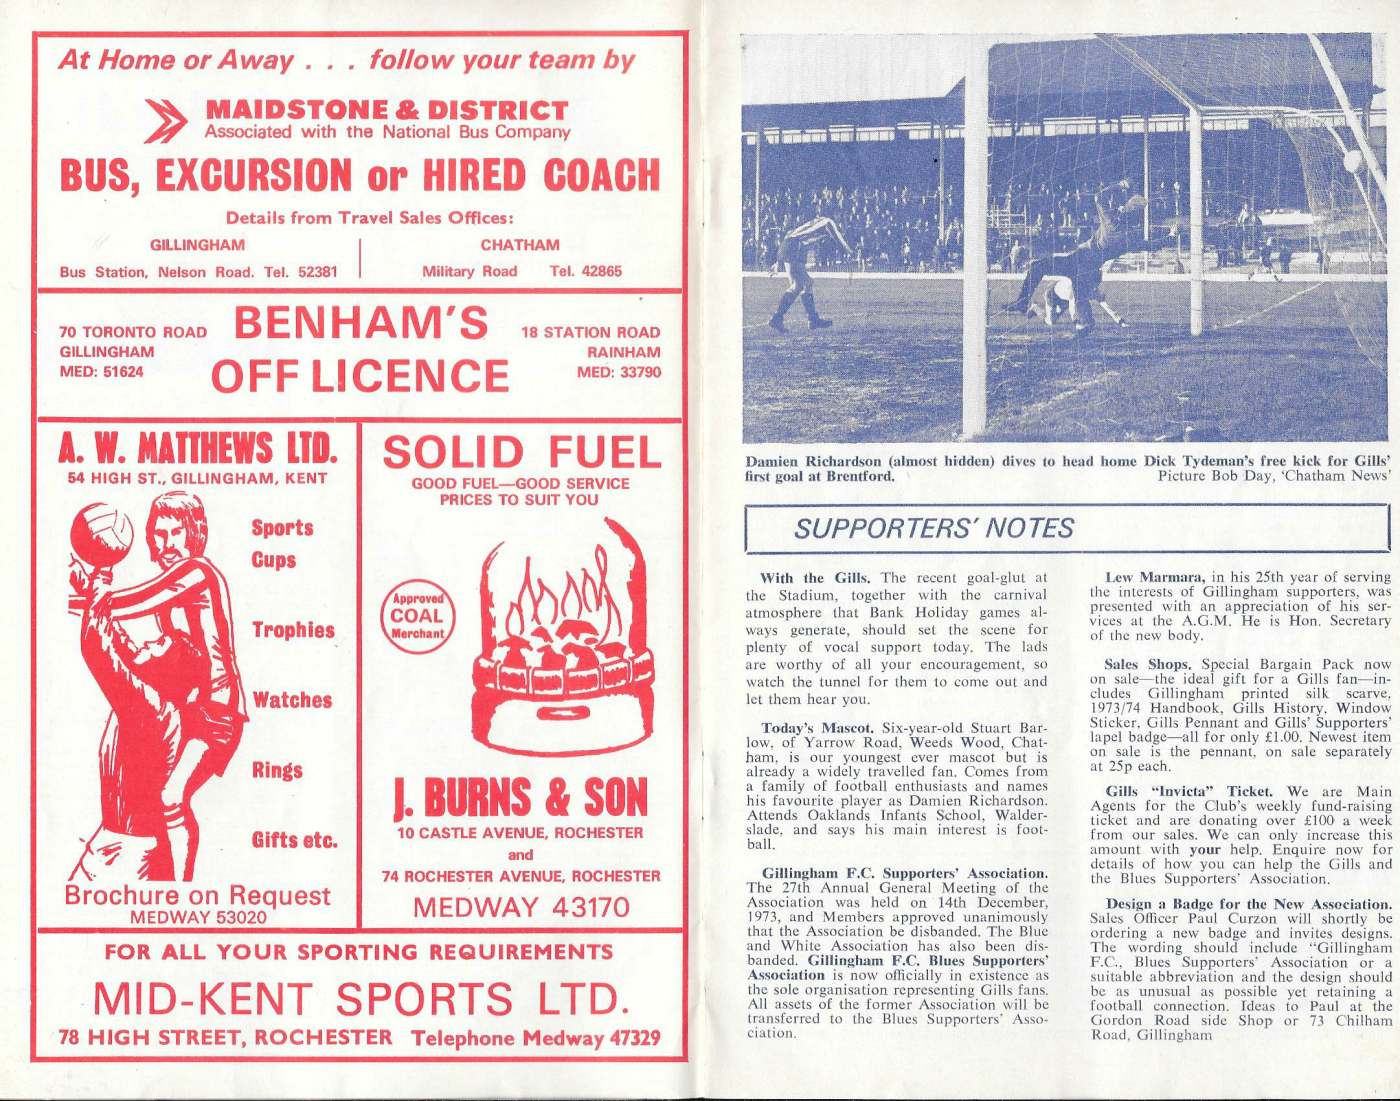 At Home or Away . . . follow your team by
MAIDSTONE & DISTRICT
Associated with the National Bus Company
BUS, EXCURSION or HIRED COACH
Details from Travel Sales Offices:
GILLINGHAM
Bus Station, Nelson Road. Tel. 52381
CHATHAM
Military Road Tel. 42865
70 TORONTO ROAD
GILLINGHAM
MED: 51624
BENHAM'S
OFF LICENCE
18 STATION ROAD
RAINHAM
MED: 33790
A. W. MATTHEWS LTD.
54 HIGH ST., GILLINGHAM, KENT
Sports
Cups
Trophies
Watches
Rings
Gifts etc.
Brochure on Request
MEDWAY 53020
SOLID FUEL
GOOD FUEL—GOOD SERVICE
PRICES TO SUIT YOU
Approved
COAL
Merchant
J. BURNS & SON
10 CASTLE AVENUE, ROCHESTER
and
74 ROCHESTER AVENUE, ROCHESTER
MEDWAY 43170
FOR ALL YOUR SPORTING REQUIREMENTS
MID-KENT SPORTS LTD.
78 HIGH STREET, ROCHESTER Telephone Medway 47329
Damien Richardson (almost hidden) dives to head home Dick Tydeman's free kick for Gills'
first goal at Brentford. Picture Bob Day, 'Chatham News'
SUPPORTERS' NOTES
With the Gills. The recent goal-glut at
the Stadium, together with the carnival
atmosphere that Bank Holiday games al-
ways generate, should set the scene for
plenty of vocal support today. The lads
are worthy of all your encouragement, so
watch the tunnel for them to come out and
let them hear you.
Today's Mascot. Six-year-old Stuart Bar-
low, of Yarrow Road, Weeds Wood, Chat-
ham, is our youngest ever mascot but is
already a widely travelled fan. Comes from
a family of football enthusiasts and names
his favourite player as Damien Richardson.
Attends Oaklands Infants School, Walder-
slade, and says his main interest is foot-
ball.
Gillingham F.C. Supporters' Association.
The 27th Annual General Meeting of the
Association was held on 14th December,
1973, and Members approved unanimously
that the Association be disbanded. The Blue
and White Association has also been dis-
banded. Gillingham F.C. Blues Supporters'
Association is now officially in existence as
the sole organisation representing Gills fans.
All assets of the former Association will be
transferred to the Blues Supporters' Asso-
ciation.
Lew Marmara, in his 25th year of serving
the interests of Gillingham supporters, was
presented with an appreciation of his ser-
vices at the A.G.M. He is Hon. Secretary
of the new body.
Sales Shops. Special Bargain Pack now
on sale—the ideal gift for a Gills fan—in-
cludes Gillingham printed silk scarve,
1973/74 Handbook, Gills History, Window
Sticker, Gills Pennant and Gills' Supporters'
lapel badge—all for only £1.00. Newest item
on sale is the pennant, on sale separately
at 25p each.
Gills "Invicta" Ticket. We are Main
Agents for the Club's weekly fund-raising
ticket and are donating over £100 a week
from our sales. We can only increase this
amount with your help. Enquire now for
details of how you can help the Gills and
the Blues Supporters' Association.
Design a Badge for the New Association.
Sales Officer Paul Curzon will shortly be
ordering a new badge and invites designs.
The wording should include "Gillingham
F.C., Blues Supporters' Association or a
suitable abbreviation and the design should
be as unusual as possible yet retaining a
football connection. Ideas to Paul at the
Gordon Road side Shop or 73 Chilham
Road, Gillingham